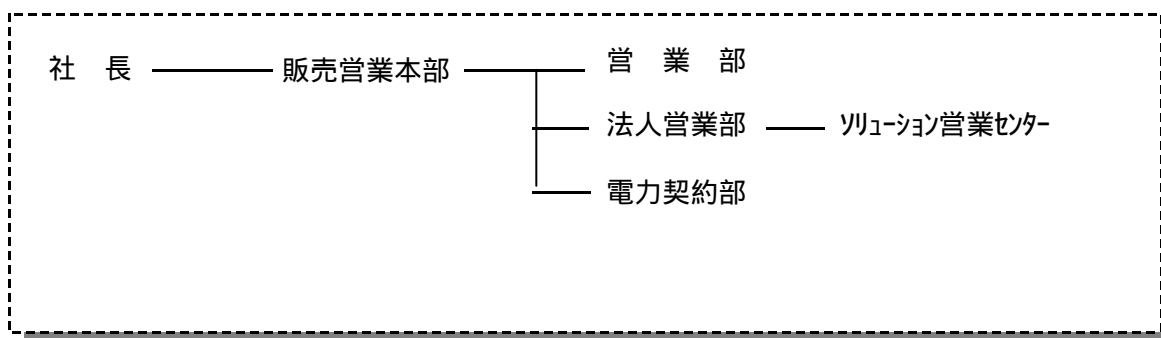 社　長 販売営業本部 営　業　部
法人営業部 ｿﾘｭｰｼｮﾝ営業ｾﾝﾀｰ
電力契約部